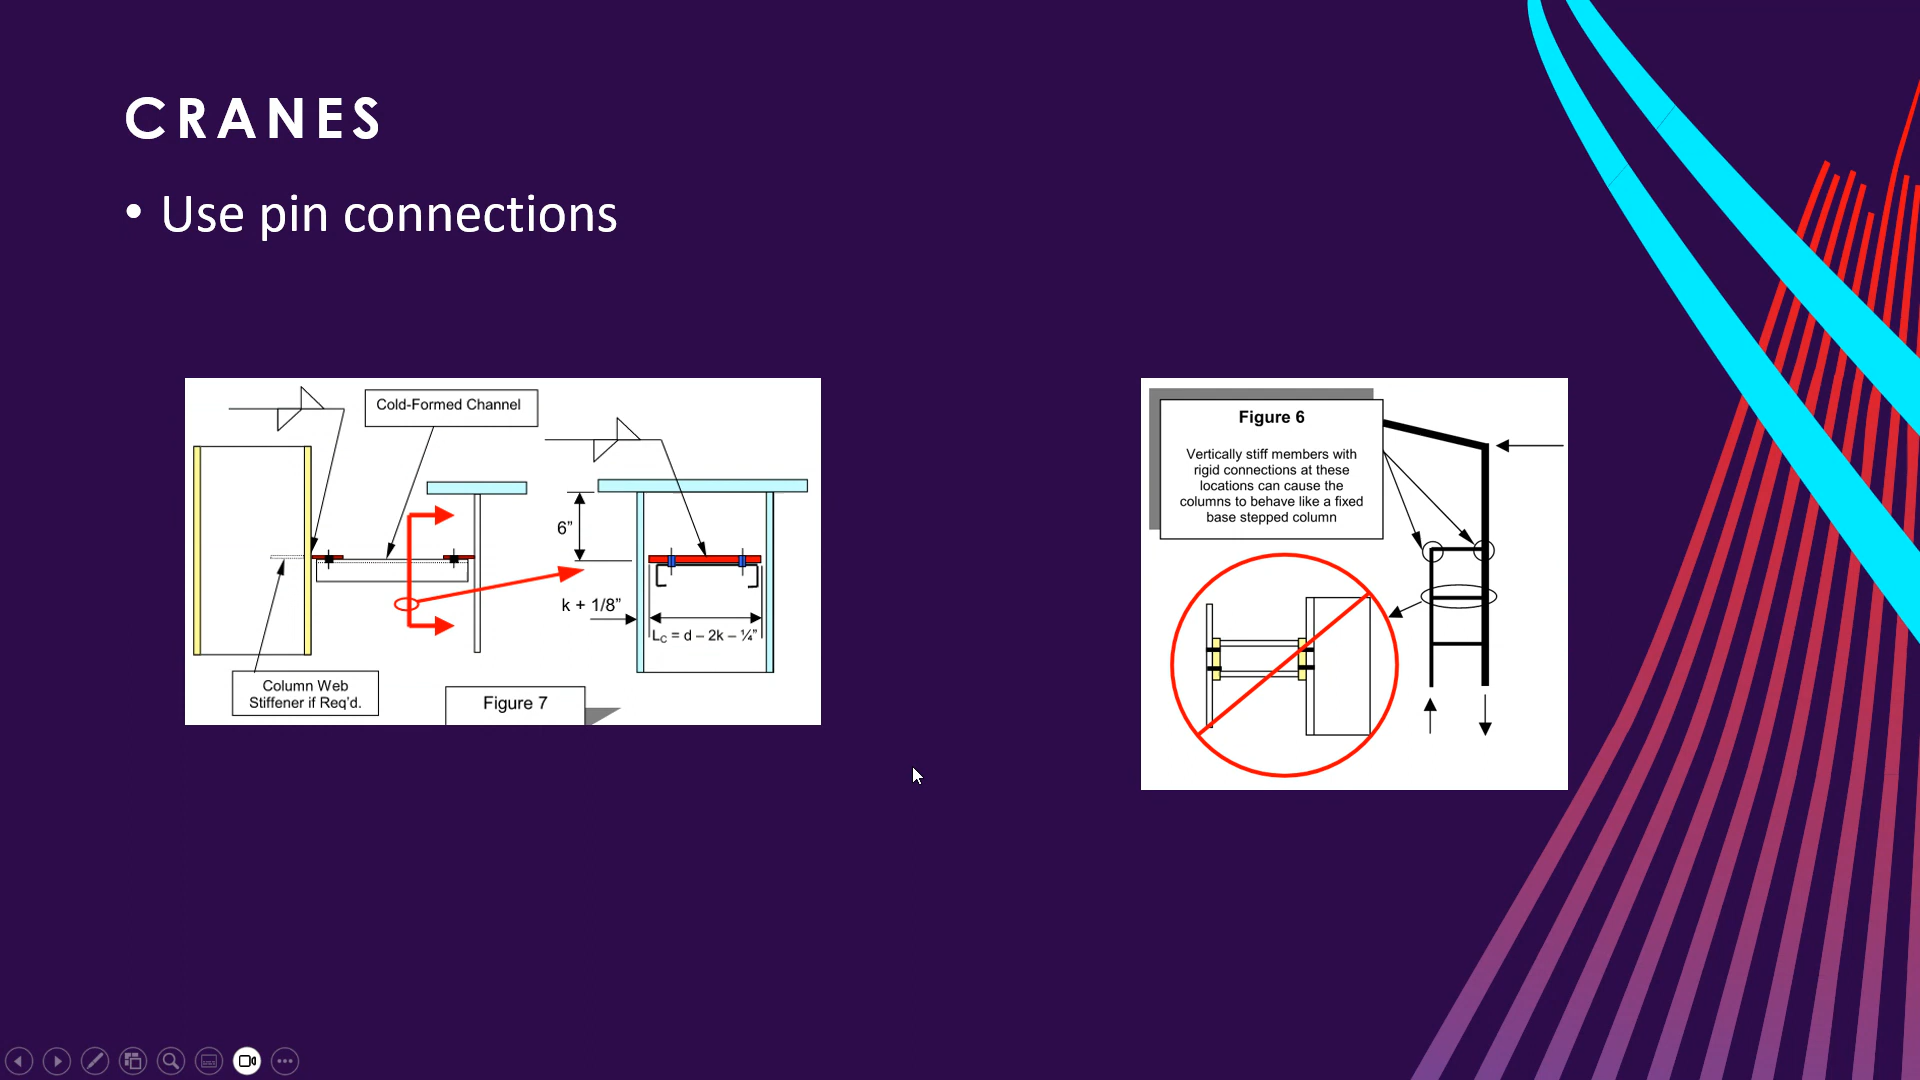 CRANES
• Use pin connections
Cold-Formed Channel
6”
k + 1/8”
LC = d – 2k – ¼”
Column Web
Stiffener if Req’d.
Figure 7
Figure 6
Vertically stiff members with
rigid connections at these
locations can cause the
columns to behave like a fixed
base stepped column